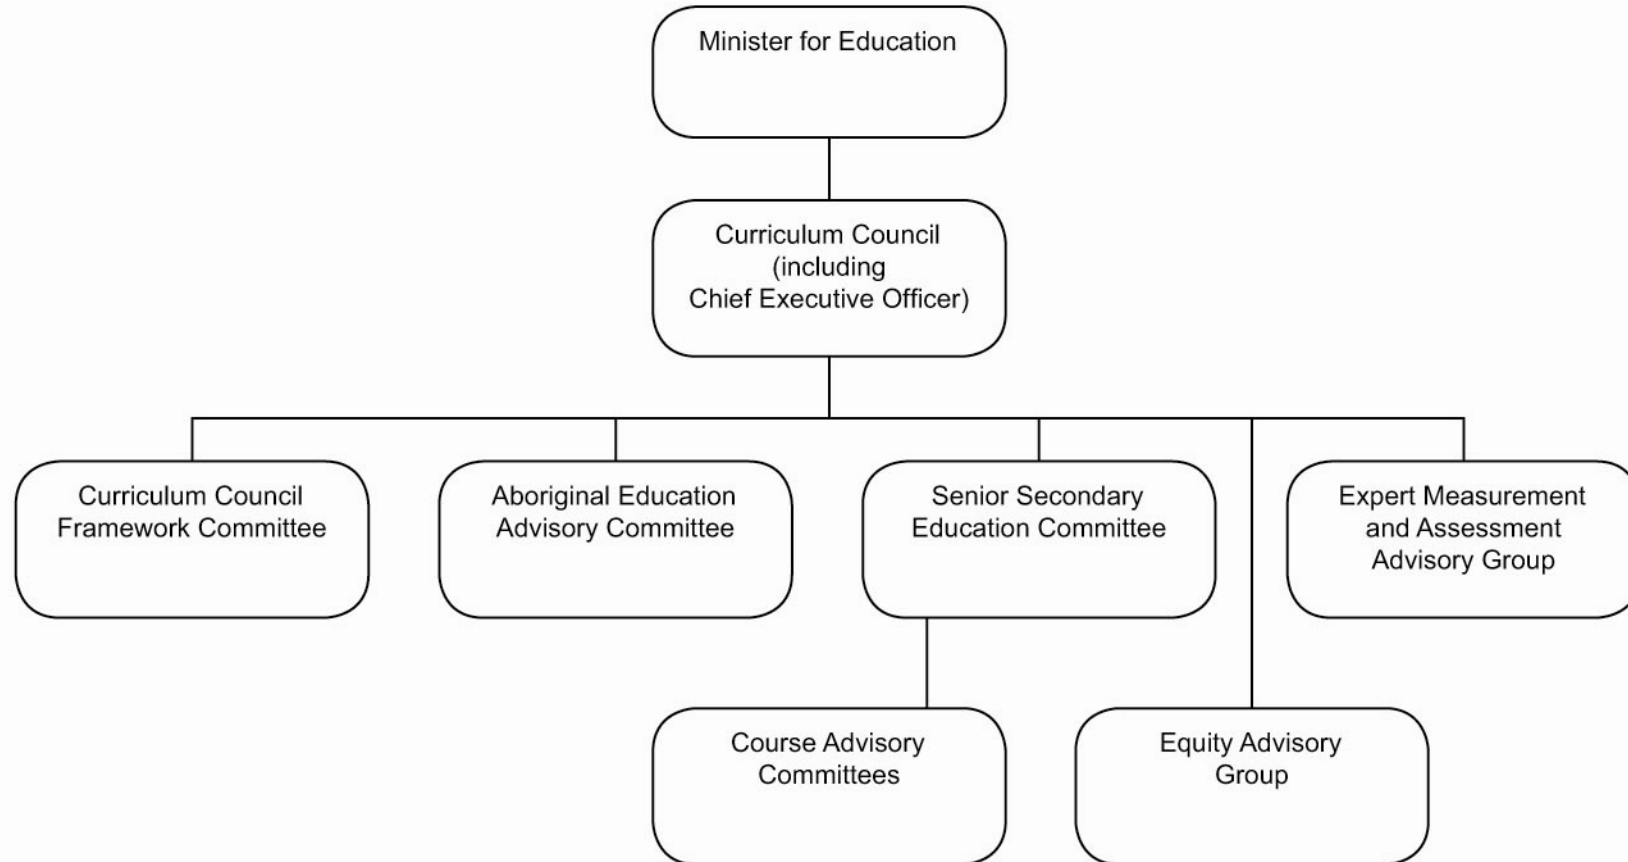 Minister for Education
Curriculum Council
(including
Chief Executive Officer)
Curriculum Council
Framework Committee
Aboriginal Education
Advisory Committee
Senior Secondary
Education Committee
Expert Measurement
and Assessment
Advisory Group
Course Advisory
Committees
Equity Advisory
Group